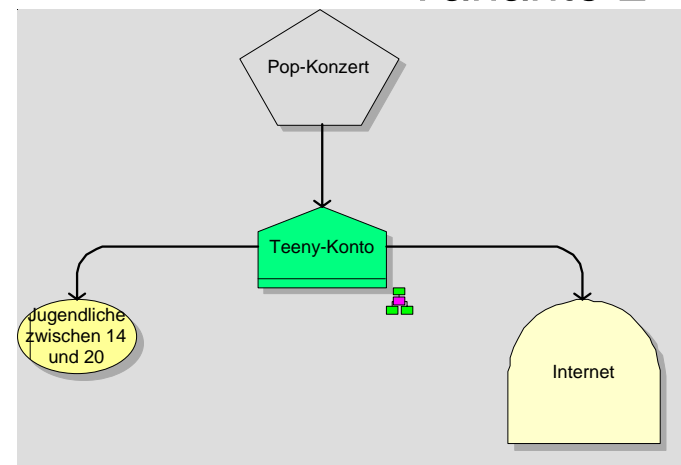 Pop-Konzert
Teeny-Konto
Jugendliche
zwischen 14
und 20
Internet